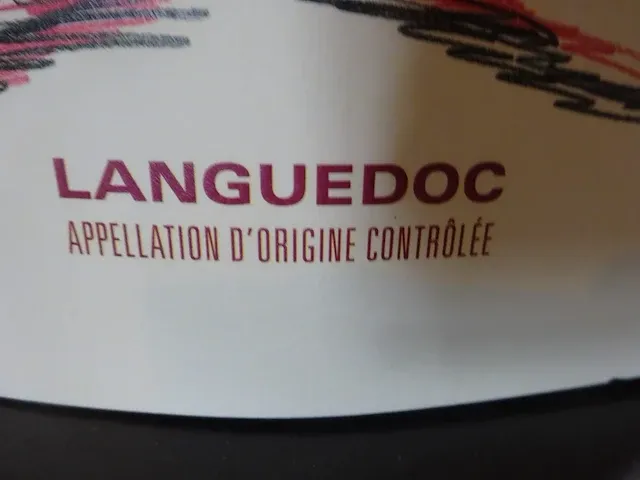 LANGUEDOC
APPELLATION D'ORIGINE CONTRÔLÉE